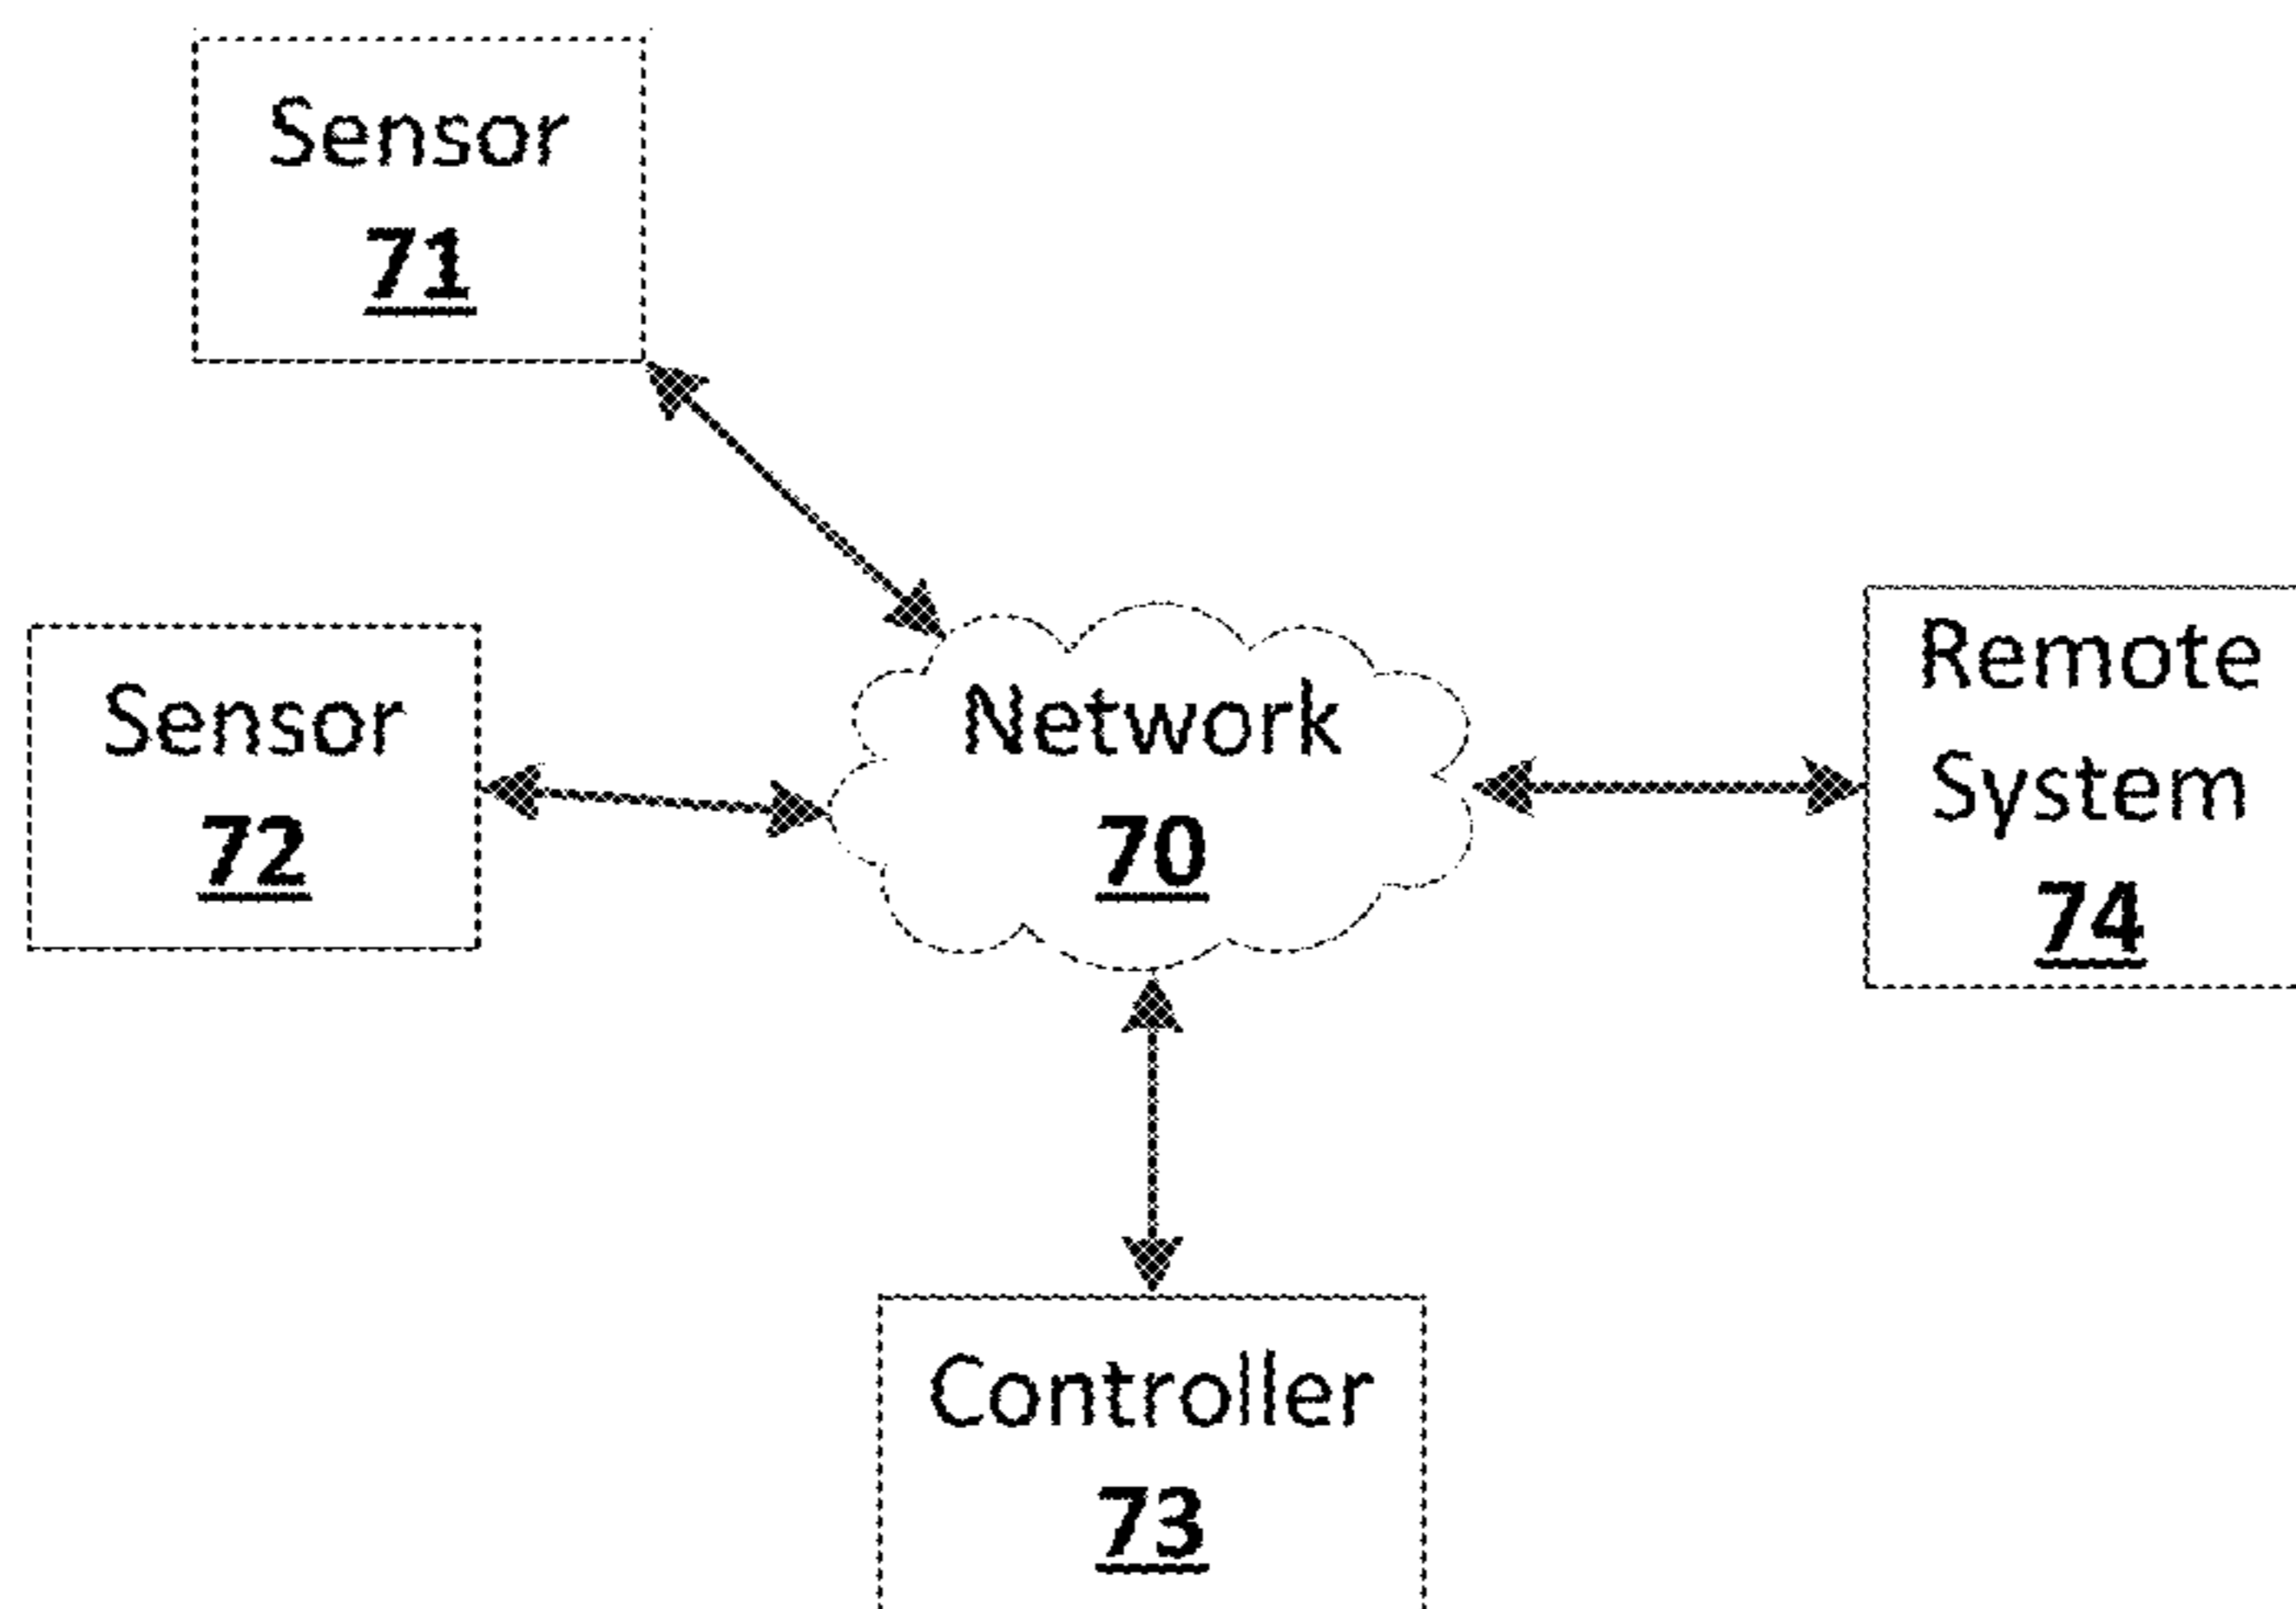 Sensor
71
Sensor
72
Network
70
Remote
System
74
Controller
73